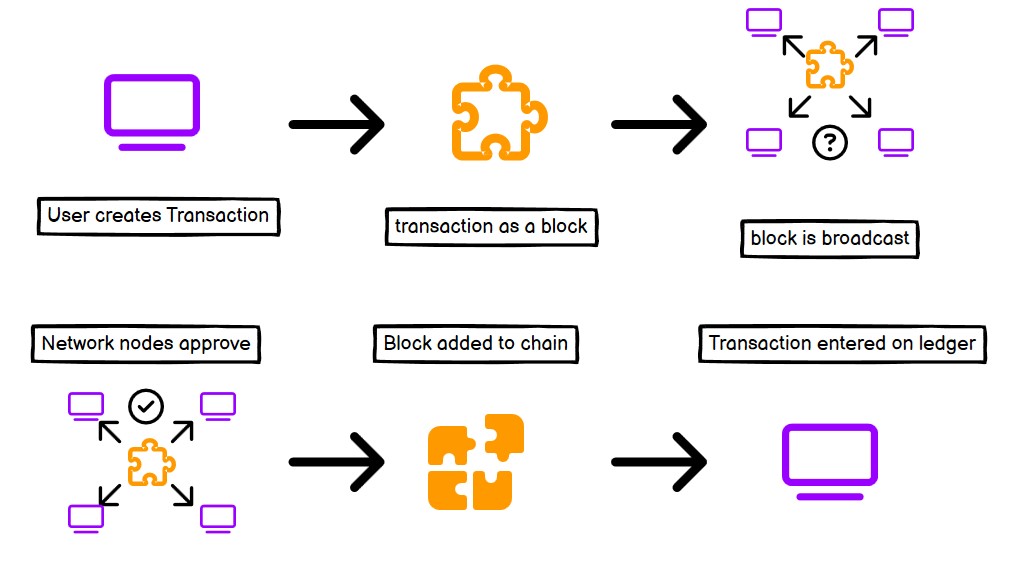 ?
User creates Transaction
transaction as a block
block is broadcast
Network nodes approve
Block added to chain
Transaction entered on ledger